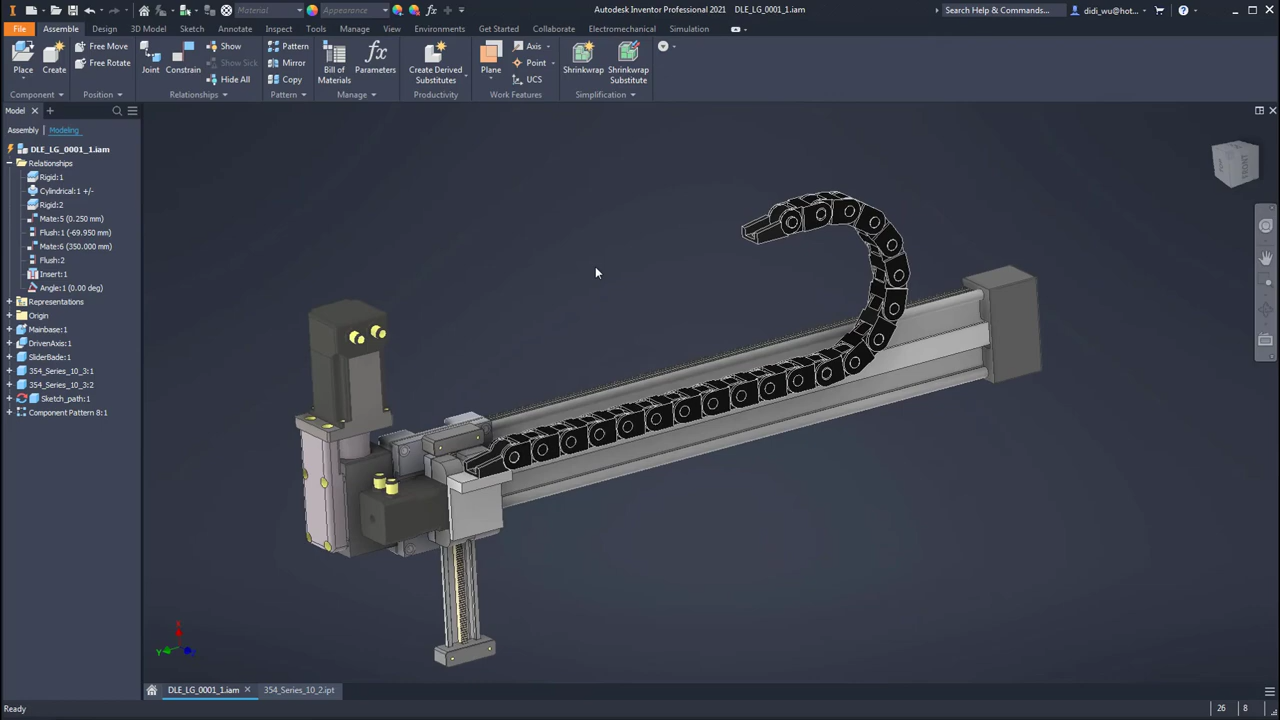 Material
Appearance
Autodesk Inventor Professional 2021 DLE_LG_0001_1.iam
Search Help & Commands...
didi_wu@hot...
File Assemble Design 3D Model Sketch Annotate Inspect Tools Manage View Environments Get Started Collaborate Electromechanical Simulation
Place
Create
Free Move
Free Rotate
Component
Position
Joint
Constrain
Show
Show Sick
Hide All
Relationships
Pattern
Mirror
Copy
Pattern
Bill of Materials
Parameters
Manage
Create Derived Substitutes
Productivity
Plane
Axis
Point
UCS
Work Features
Shrinkwrap
Shrinkwrap Substitute
Simplification
Model
Assembly Modeling
DLE_LG_0001_1.iam
Relationships
Rigid:1
Cylindrical:1 +/-
Rigid:2
Mate:5 (0.250 mm)
Flush:1 (-69.950 mm)
Mate:6 (350.000 mm)
Flush:2
Insert:1
Angle:1 (0.00 deg)
Representations
Origin
Mainbase:1
DrivenAxis:1
SliderBade:1
354_Series_10_3:1
354_Series_10_3:2
Sketch_path:1
Component Pattern 8:1
FRONT
X
Y
DLE_LG_0001_1.iam
354_Series_10_2.ipt
Ready
26 8